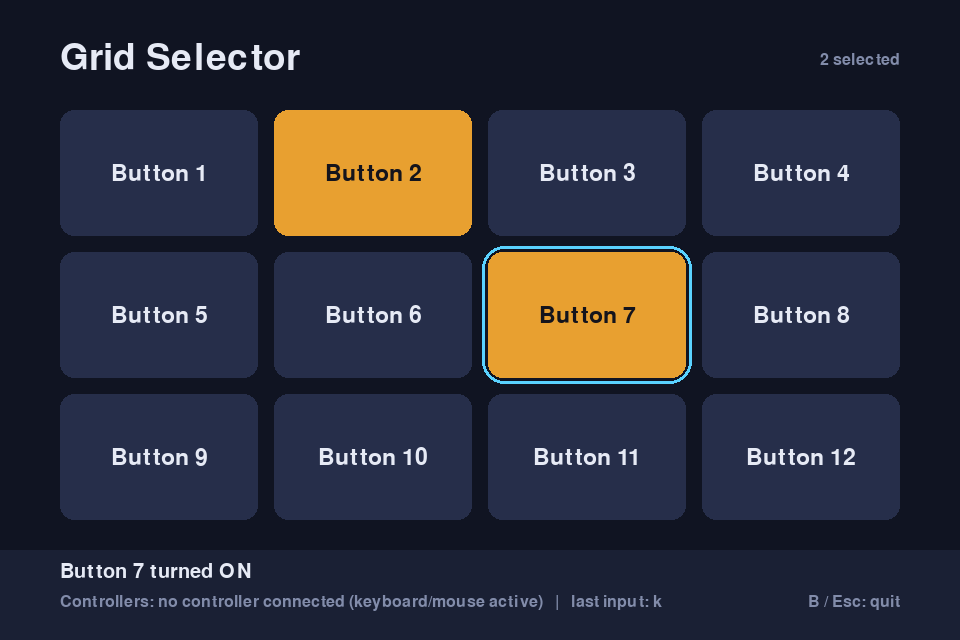 Grid Selector
2 selected
Button 1
Button 2
Button 3
Button 4
Button 5
Button 6
Button 7
Button 8
Button 9
Button 10
Button 11
Button 12
Button 7 turned ON
Controllers: no controller connected (keyboard/mouse active) | last input: k
B / Esc: quit